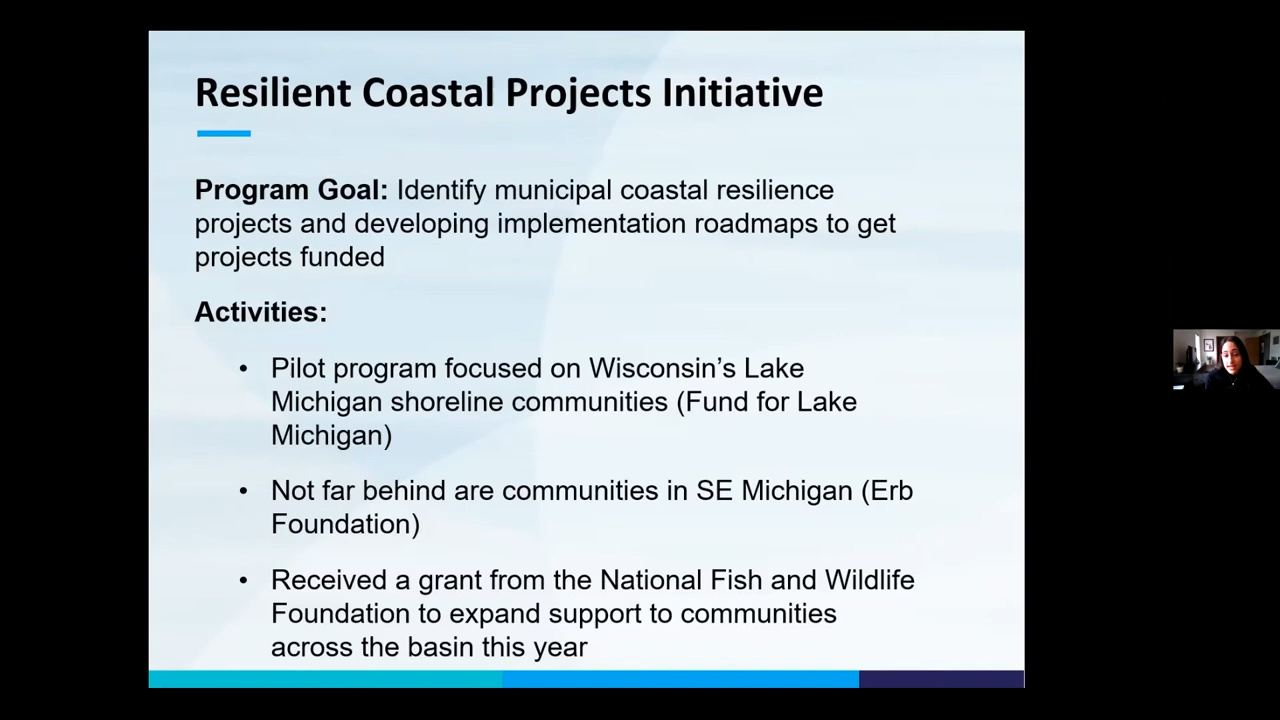 Resilient Coastal Projects Initiative
Program Goal: Identify municipal coastal resilience
projects and developing implementation roadmaps to get
projects funded
Activities:
• Pilot program focused on Wisconsin’s Lake
Michigan shoreline communities (Fund for Lake
Michigan)
• Not far behind are communities in SE Michigan (Erb
Foundation)
• Received a grant from the National Fish and Wildlife
Foundation to expand support to communities
across the basin this year